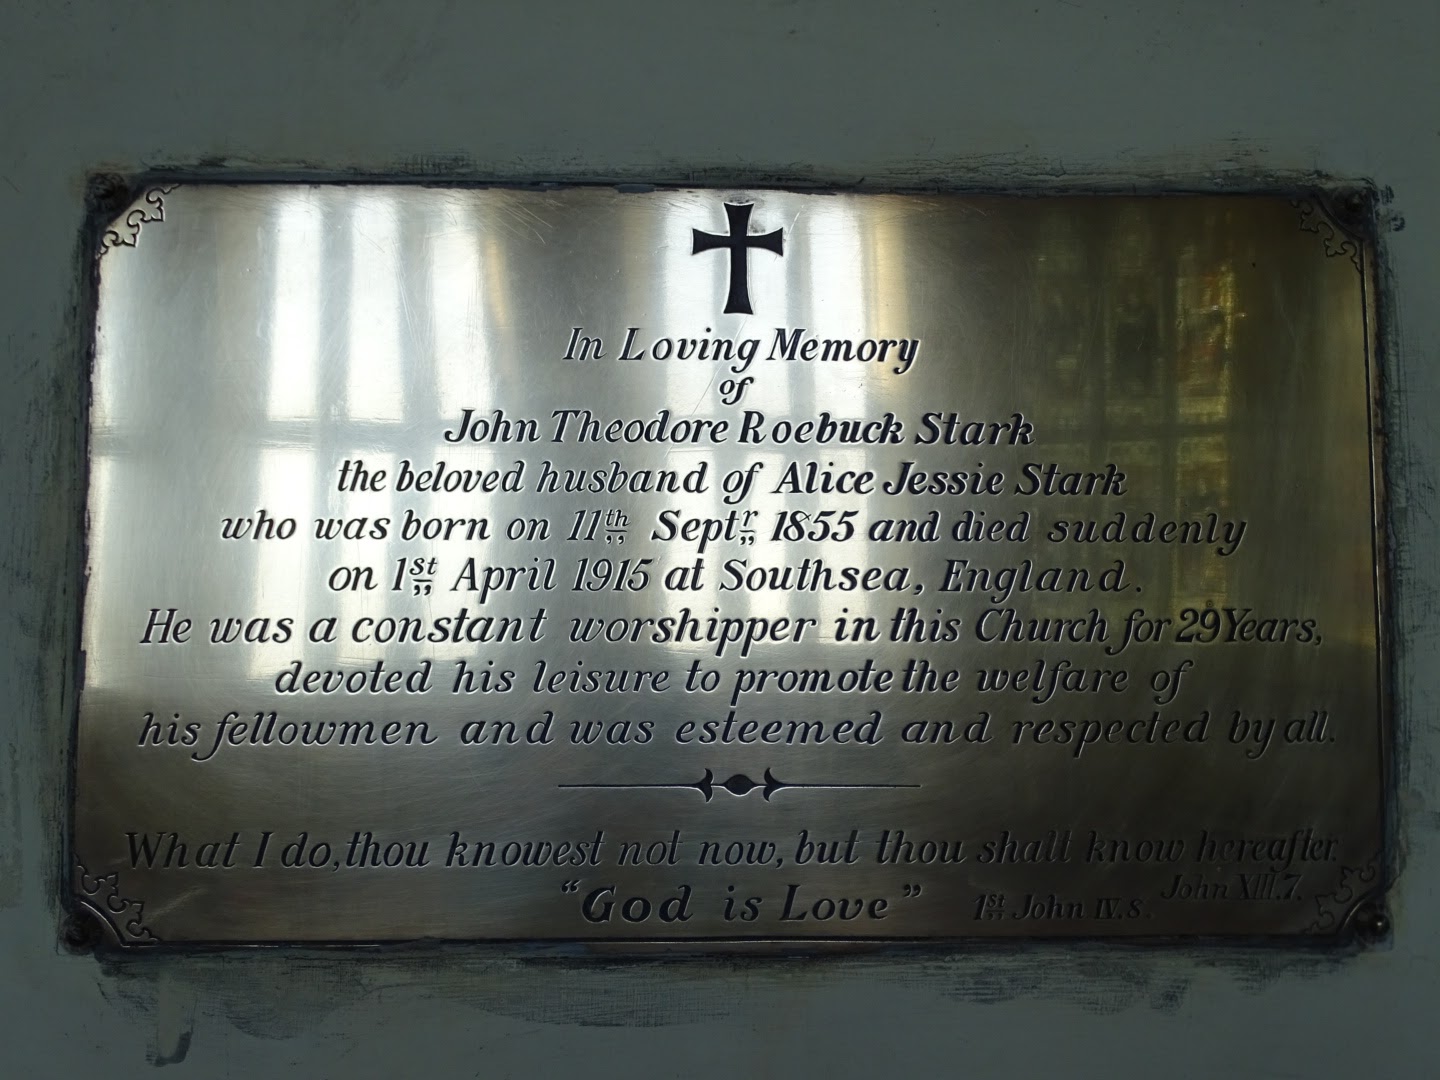 In Loving Memory
of
John Theodore Roebuck Stark
the beloved husband of Alice Jessie Stark
who was born on 11th Septr 1855 and died suddenly
on 1st April 1915 at Southsea, England.
He was a constant worshipper in this Church for 29 Years,
devoted his leisure to promote the welfare of
his fellowmen and was esteemed and respected by all.
What I do, thou knowest not now, but thou shall know hereafter.
John XIII.7.
"God is Love" 1st John IV. 8.